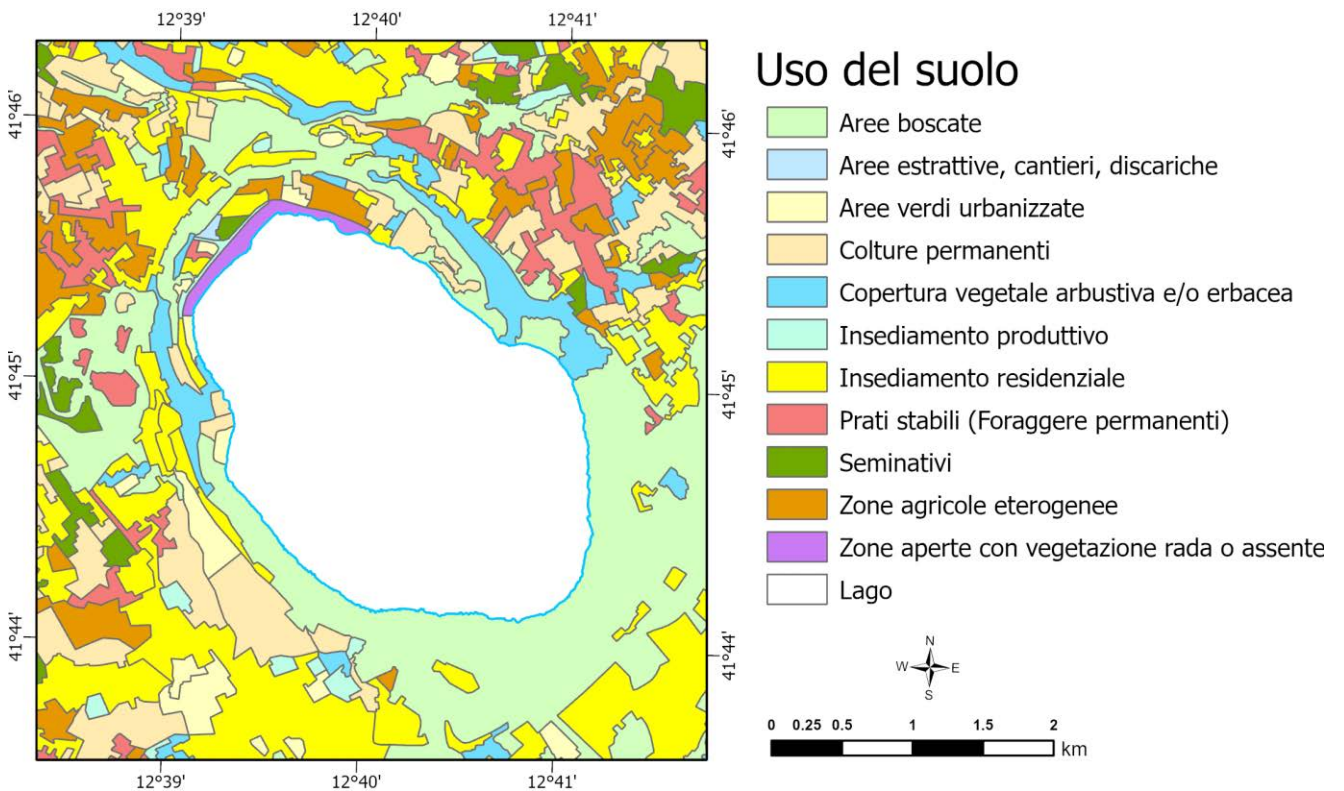 12°39' 12°40' 12°41'
41°46' 41°46'
41°45' 41°45'
41°44' 41°44'
12°39' 12°40' 12°41'
Uso del suolo
Aree boscate
Aree estrattive, cantieri, discariche
Aree verdi urbanizzate
Colture permanenti
Copertura vegetale arbustiva e/o erbacea
Insediamento produttivo
Insediamento residenziale
Prati stabili (Foraggere permanenti)
Seminativi
Zone agricole eterogenee
Zone aperte con vegetazione rada o assente
Lago
N
W E
S
0 0.25 0.5 1 1.5 2
km